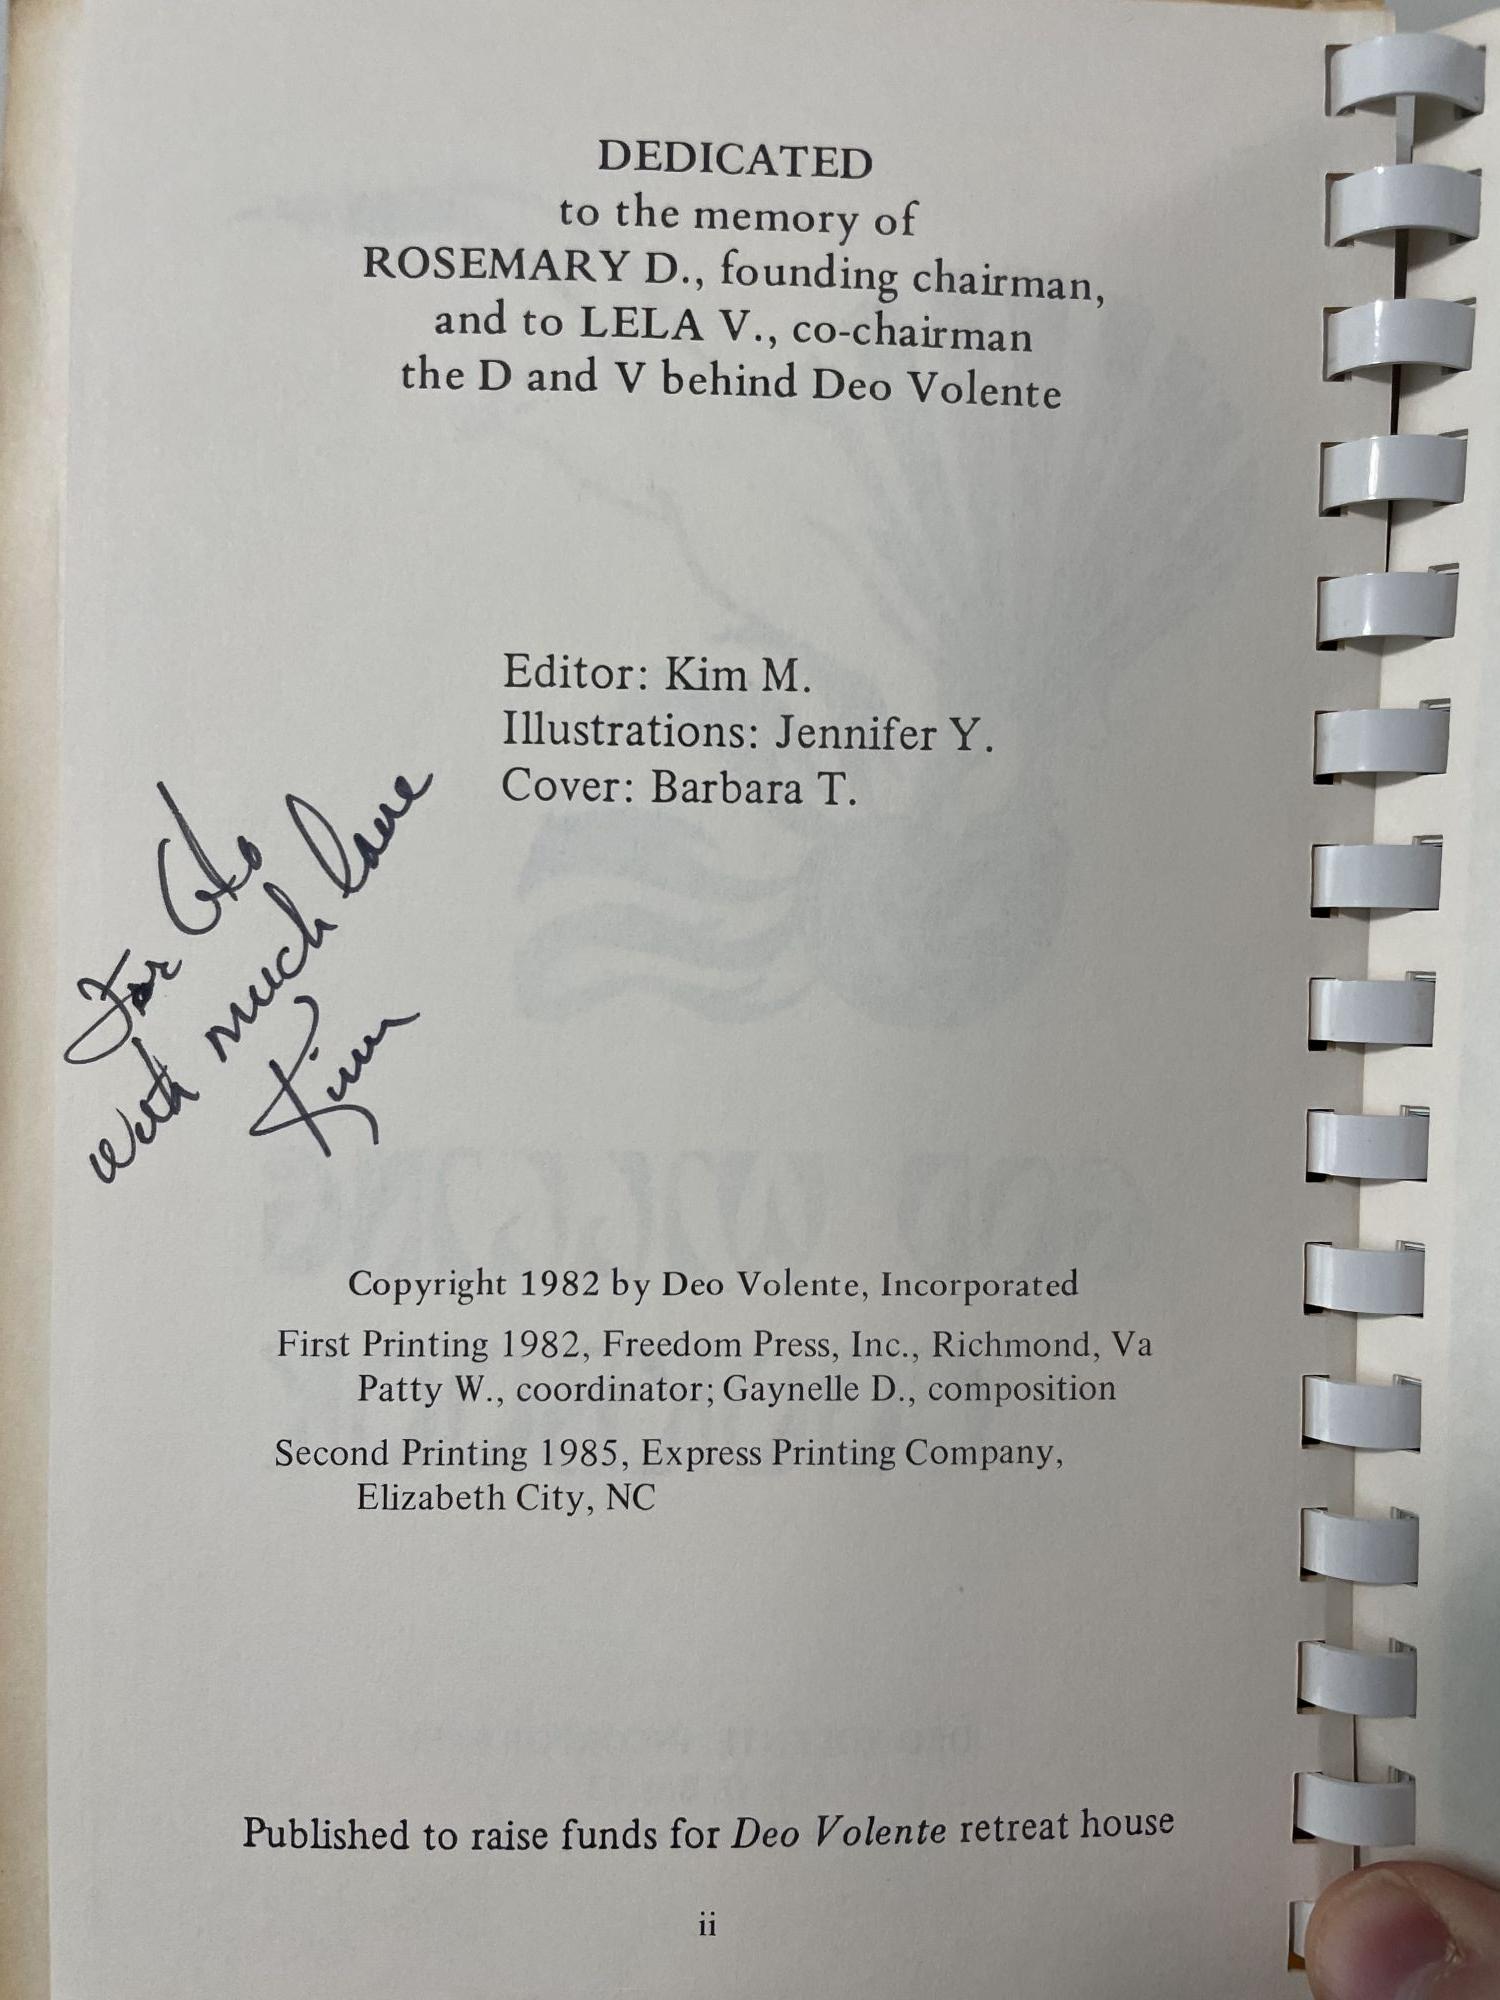 DEDICATED
to the memory of
ROSEMARY D., founding chairman,
and to LELA V., co-chairman
the D and V behind Deo Volente
Editor: Kim M.
Illustrations: Jennifer Y.
Cover: Barbara T.
For
with much love
Kim
Copyright 1982 by Deo Volente, Incorporated
First Printing 1982, Freedom Press, Inc., Richmond, Va
Patty W., coordinator; Gaynelle D., composition
Second Printing 1985, Express Printing Company,
Elizabeth City, NC
Published to raise funds for Deo Volente retreat house
ii